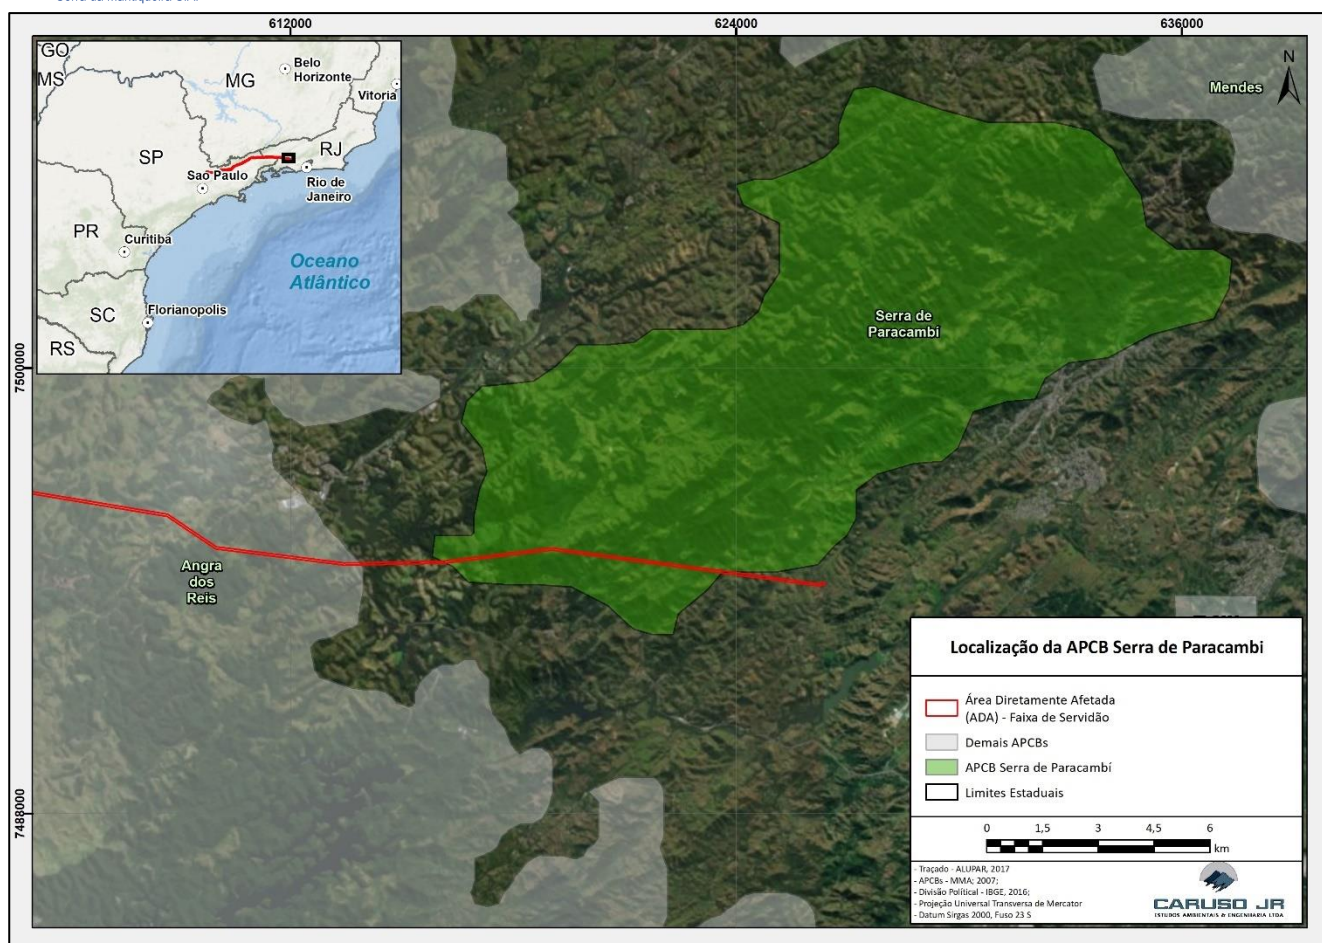 612000
624000
636000
7500000
7488000
GO
MS
MG
Belo
Horizonte
Vitoria
SP
RJ
Sao Paulo
Rio de
Janeiro
PR
Curitiba
Oceano
Atlântico
SC
Florianopolis
RS
N
Mendes
Serra de
Paracambí
Angra
dos
Reis
Localização da APCB Serra de Paracambi
Área Diretamente Afetada
(ADA) - Faixa de Servidão
Demais APCBs
APCB Serra de Paracambí
Limites Estaduais
0 1,5 3 4,5 6
km
- Traçado - ALUPAR, 2017
- APCBs - MMA; 2007;
- Divisão Politícal - IBGE, 2016;
- Projeção Universal Transversa de Mercator
- Datum Sirgas 2000, Fuso 23 S
CARUSO JR
ESTUDOS AMBIENTAIS & ENGENHARIA LTDA